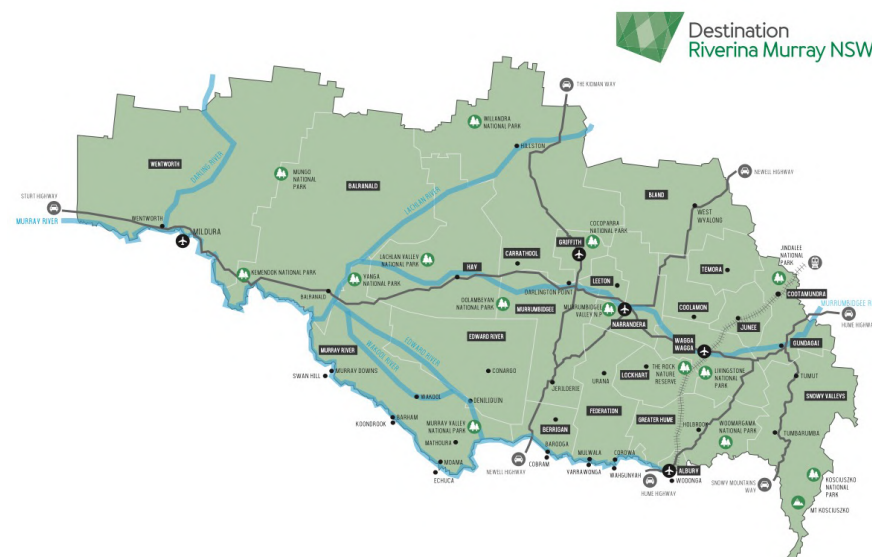 Destination
Riverina Murray NSW
THE KIDMAN WAY
WILLANDRA
NATIONAL PARK
HILLSTON
DARLING RIVER
WENTWORTH
MUNGO
NATIONAL
PARK
BALRANALD
LACHLAN RIVER
BLAND
NEWELL HIGHWAY
STURT HIGHWAY
MURRAY RIVER
WENTWORTH
MILDURA
WEST
WYALONG
COCOPARRA
NATIONAL PARK
GRIFFITH
JINDALEE
NATIONAL
PARK
LACHLAN VALLEY
NATIONAL PARK
CARRATHOOL
HAY
TEMORA
KEMENDOK NATIONAL PARK
YANGA
NATIONAL PARK
BALRANALD
DARLINGTON POINT
LEETON
COOTAMUNDRA
OOLAMBEYAN
NATIONAL PARK
MURRUMBIDGEE
MURRUMBIDGEE
VALLEY N.P
NARRANDERA
COOLAMON
JUNEE
MURRUMBIDGEE RI
HUME HIGHWAY
EDWARD RIVER
WAGGA
WAGGA
GUNDAGAI
MURRAY RIVER
EDWARD RIVER
WAKOOL RIVER
SWAN HILL
MURRAY DOWNS
CONARGO
JERILDERIE
URANA
LOCKHART
THE ROCK
NATURE
RESERVE
LIVINGSTONE
NATIONAL
PARK
TUMUT
SNOWY VALLEYS
WAKOOL
DENILIQUIN
FEDERATION
GREATER HUME
BARHAM
KOONDROOK
MURRAY VALLEY
NATIONAL PARK
BERRIGAN
HOLBROOK
WOOMARGAMA
NATIONAL PARK
TUMBARUMBA
MATHOURA
MOAMA
ECHUCA
NEWELL HIGHWAY
BAROOGA
COBRAM
MULWALA
YARRAWONGA
COROWA
WAHGUNYAH
ALBURY
WODONGA
HUME HIGHWAY
SNOWY MOUNTAINS
WAY
KOSCIUSZKO
NATIONAL
PARK
MT KOSCIUSZKO